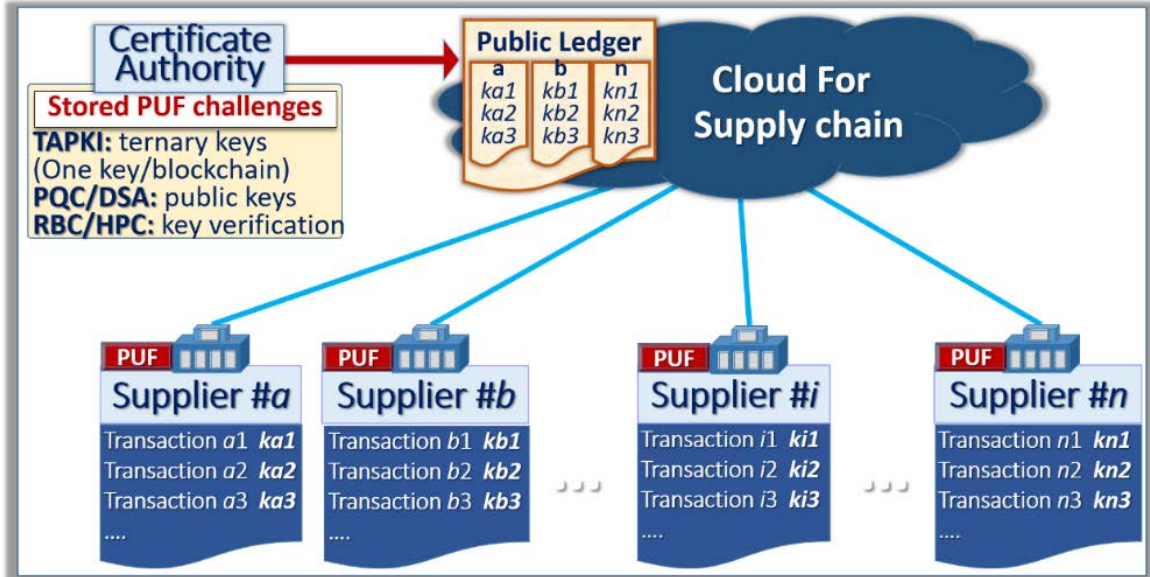 Certificate
Authority
Stored PUF challenges
TAPKI: ternary keys
(One key/blockchain)
PQC/DSA: public keys
RBC/HPC: key verification
Public Ledger
a b n
ka1 kb1 kn1
ka2 kb2 kn2
ka3 kb3 kn3
Cloud For
Supply chain
PUF
Supplier #a
Transaction a1 ka1
Transaction a2 ka2
Transaction a3 ka3
....
PUF
Supplier #b
Transaction b1 kb1
Transaction b2 kb2
Transaction b3 kb3
....
...
PUF
Supplier #i
Transaction i1 ki1
Transaction i2 ki2
Transaction i3 ki3
....
...
PUF
Supplier #n
Transaction n1 kn1
Transaction n2 kn2
Transaction n3 kn3
....